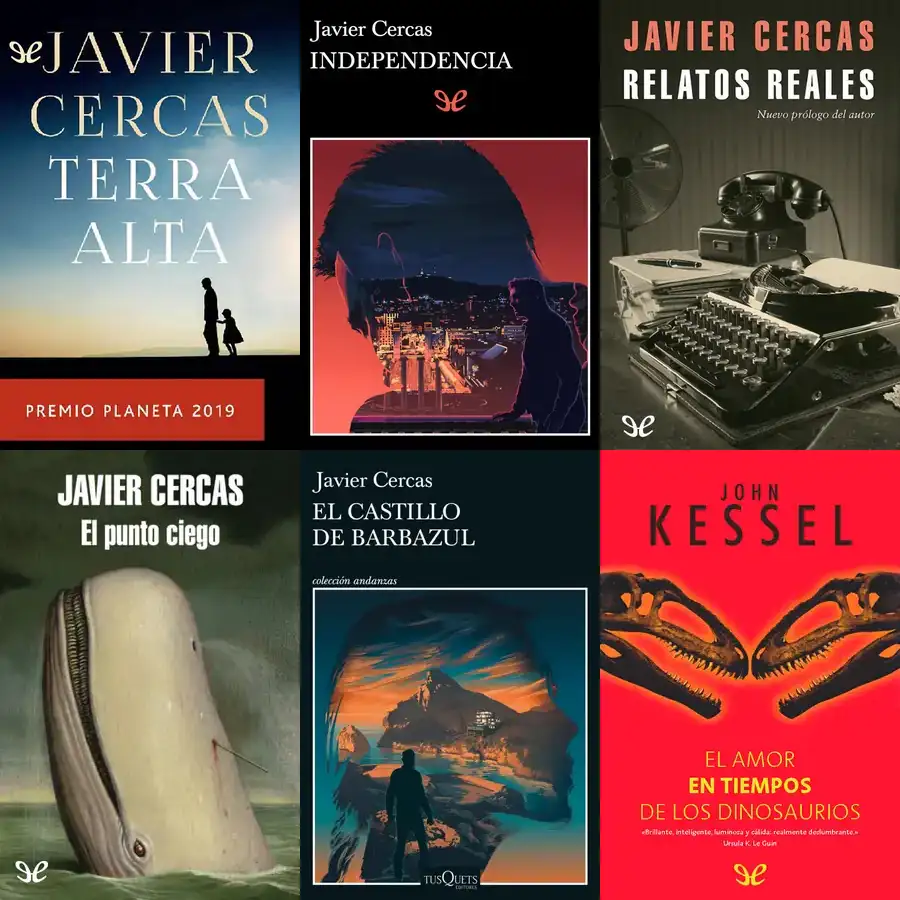 JAVIER
CERCAS
TERRA
ALTA
PREMIO PLANETA 2019
Javier Cercas
INDEPENDENCIA
JAVIER CERCAS
RELATOS REALES
Nuevo prólogo del autor
JAVIER CERCAS
El punto ciego
Javier Cercas
EL CASTILLO
DE BARBAZUL
colección andanzas
TUSQUETS
EDITORES
JOHN
KESSEL
EL AMOR
EN TIEMPOS
DE LOS DINOSAURIOS
«Brillante, inteligente, luminosa y cálida: realmente deslumbrante.»
Ursula K. Le Guin